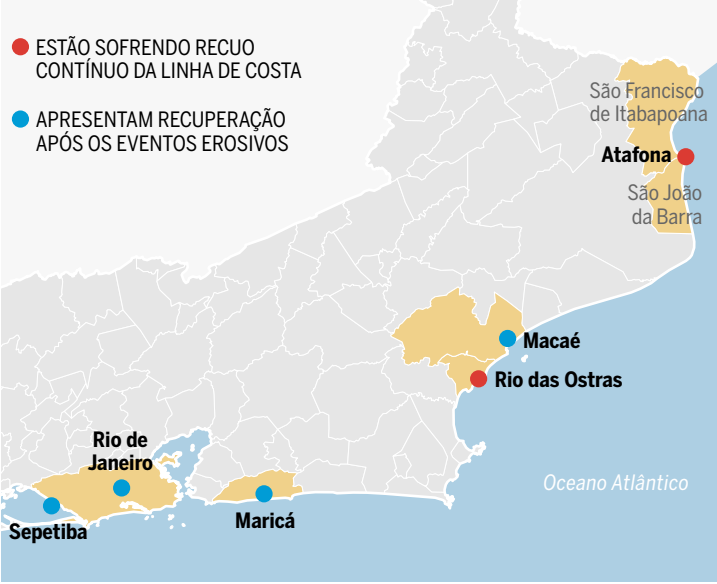 ESTÃO SOFRENDO RECUO
CONTÍNUO DA LINHA DE COSTA
APRESENTAM RECUPERAÇÃO
APÓS OS EVENTOS EROSIVOS
São Francisco
de Itabapoana
Atafona
São João
da Barra
Macaé
Rio das Ostras
Rio de
Janeiro
Oceano Atlântico
Maricá
Sepetiba